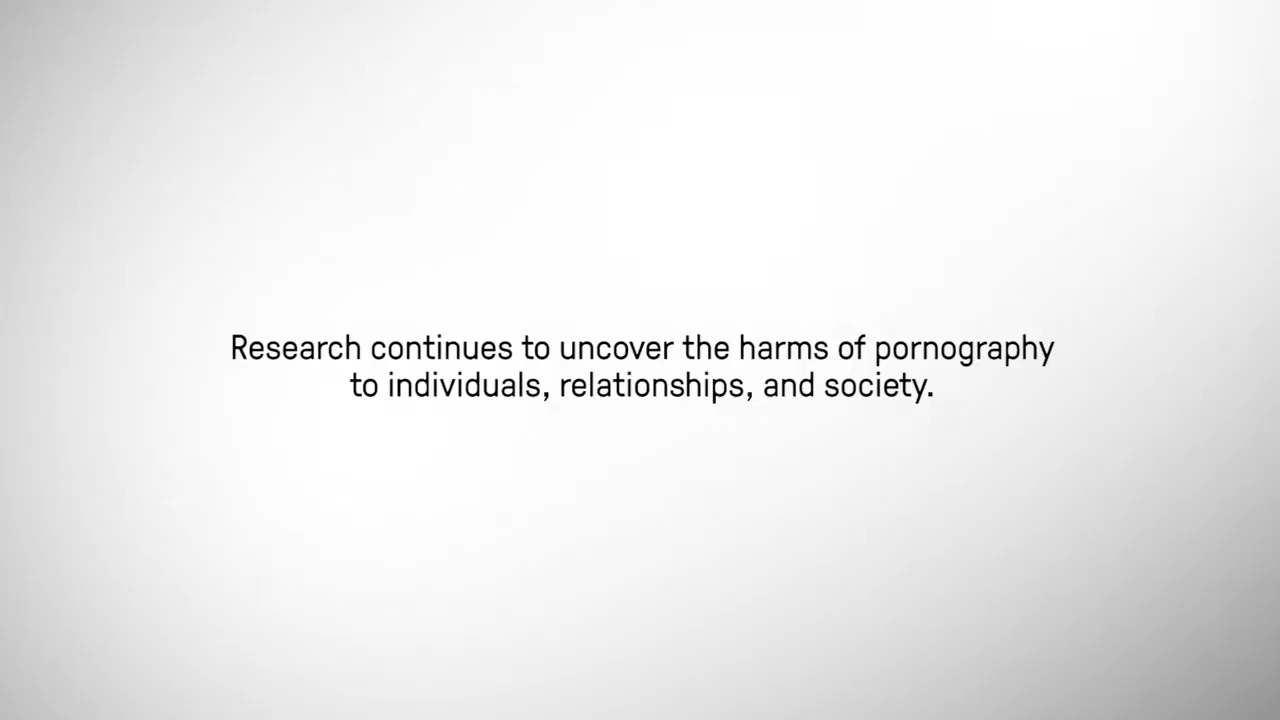 Research continues to uncover the harms of pornography
to individuals, relationships, and society.